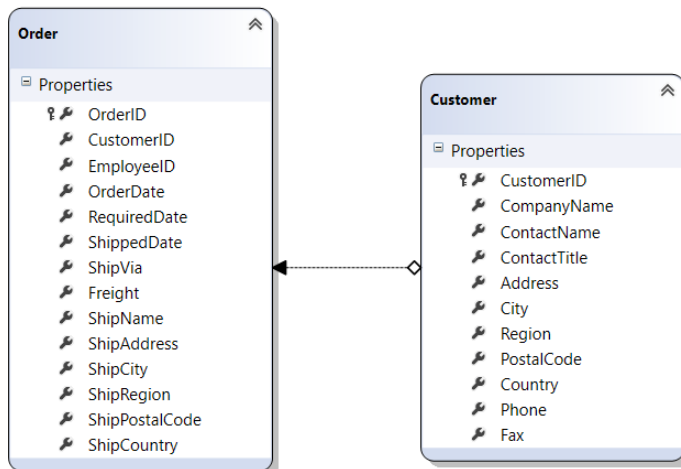 Order
Properties
OrderID
CustomerID
EmployeeID
OrderDate
RequiredDate
ShippedDate
ShipVia
Freight
ShipName
ShipAddress
ShipCity
ShipRegion
ShipPostalCode
ShipCountry
Customer
Properties
CustomerID
CompanyName
ContactName
ContactTitle
Address
City
Region
PostalCode
Country
Phone
Fax